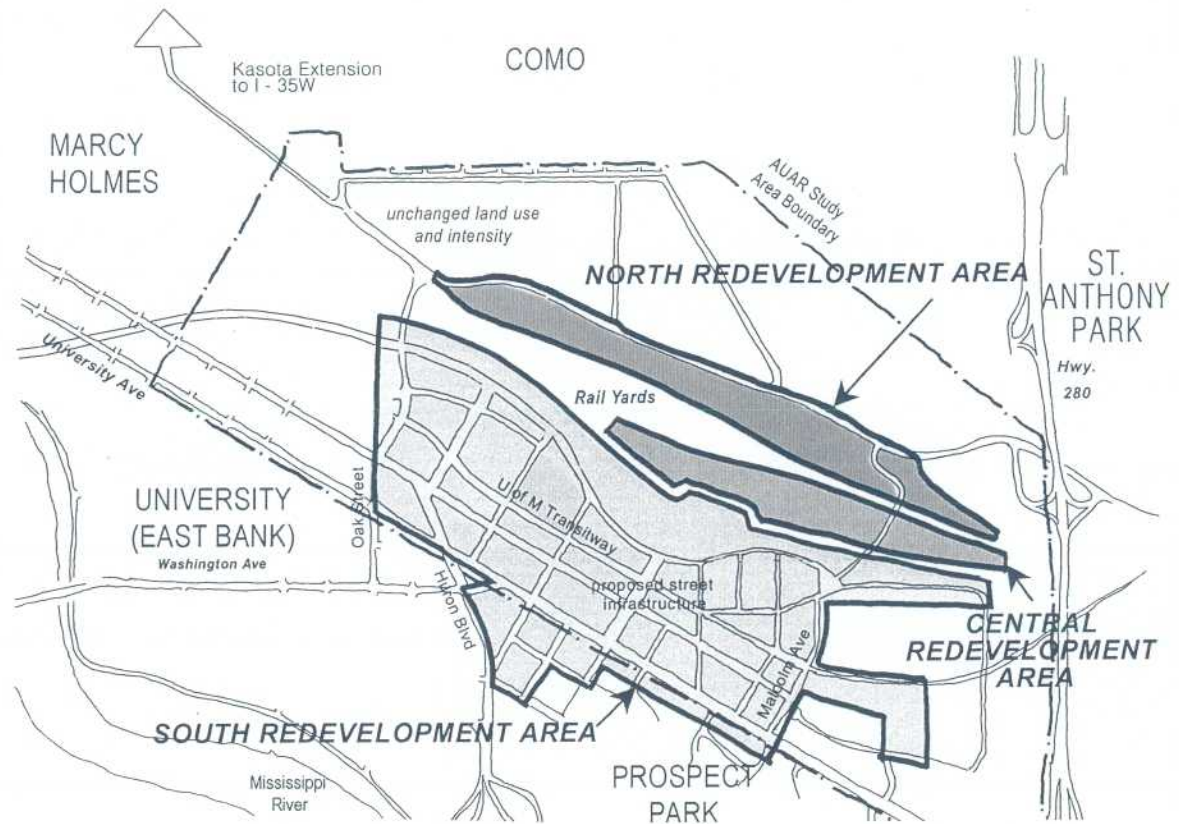 COMO
Kasota Extension
to I - 35W
MARCY
HOLMES
AUAR Study
Area Boundary
unchanged land use
and intensity
NORTH REDEVELOPMENT AREA
ST.
ANTHONY
PARK
Hwy.
280
University Ave
Rail Yards
UNIVERSITY
(EAST BANK)
Washington Ave
Oak Street
U of M Transitway
Huron Blvd
proposed street
infrastructure
Malcolm Ave
CENTRAL
REDEVELOPMENT
AREA
SOUTH REDEVELOPMENT AREA
Mississippi
River
PROSPECT
PARK